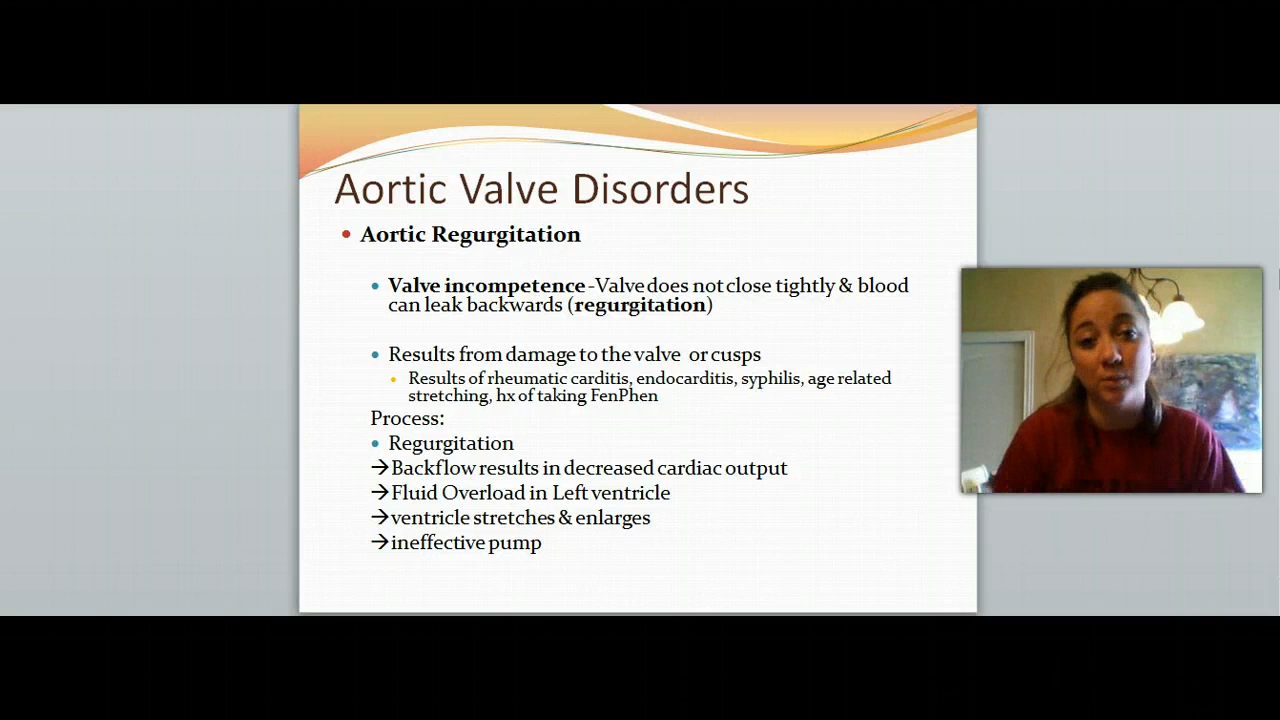 Aortic Valve Disorders
• Aortic Regurgitation
• Valve incompetence -Valve does not close tightly & blood
can leak backwards (regurgitation)
• Results from damage to the valve or cusps
• Results of rheumatic carditis, endocarditis, syphilis, age related
stretching, hx of taking FenPhen
Process:
• Regurgitation
→Backflow results in decreased cardiac output
→Fluid Overload in Left ventricle
→ventricle stretches & enlarges
→ineffective pump